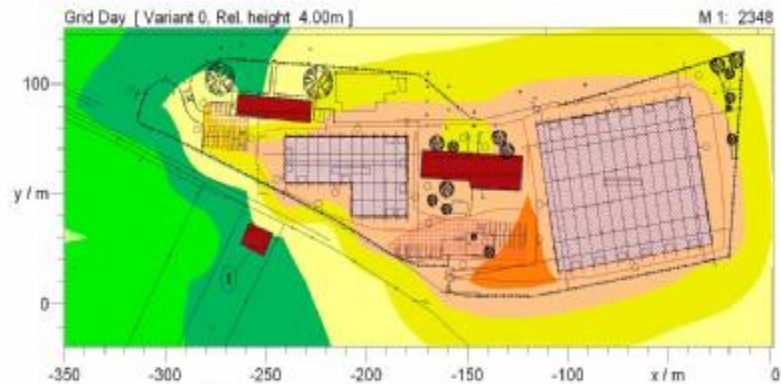 Grid Day [ Variant 0, Rel. height 4.00m ] M 1: 2348
100
y / m
0
1
-350 -300 -250 -200 -150 -100 x / m 0